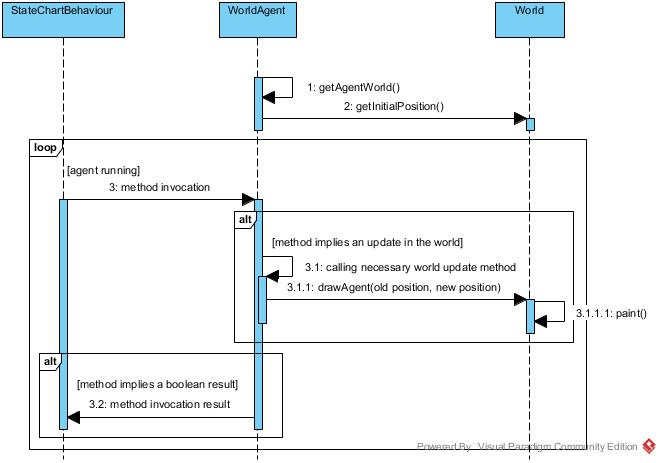 StateChartBehaviour
WorldAgent
World
1: getAgentWorld()
2: getInitialPosition()
loop
[agent running]
3: method invocation
alt
[method implies an update in the world]
3.1: calling necessary world update method
3.1.1: drawAgent(old position, new position)
3.1.1.1: paint()
alt
[method implies a boolean result]
3.2: method invocation result
Powered By Visual Paradigm Community Edition